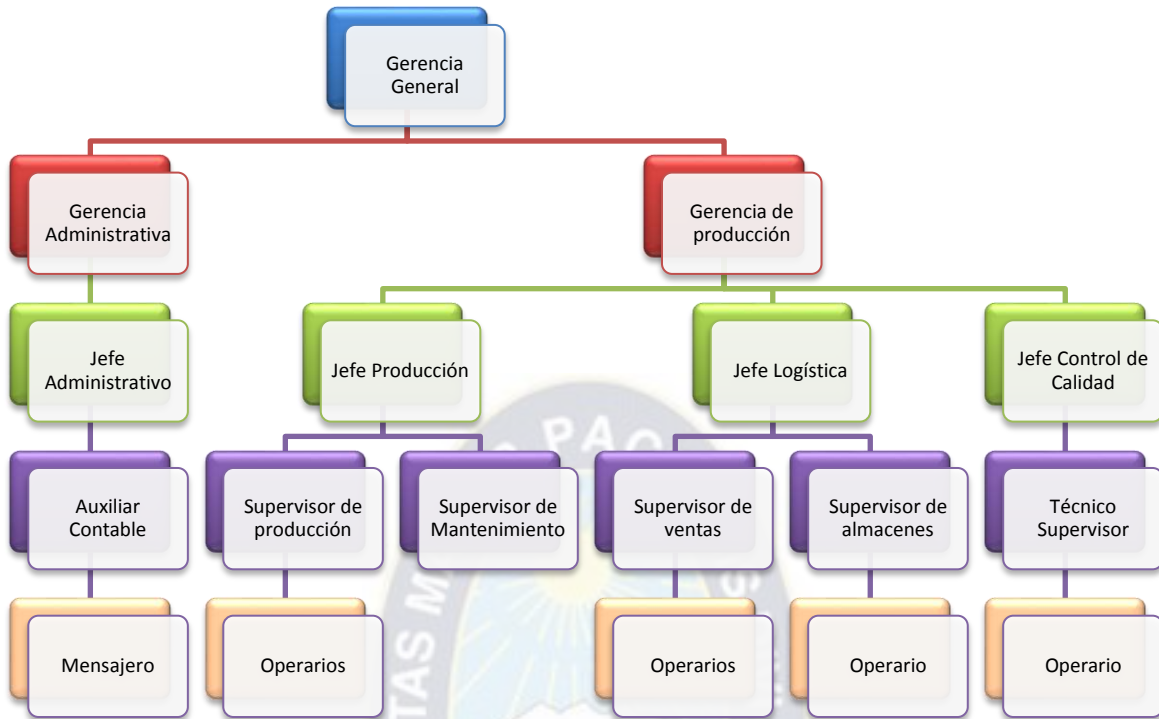 Gerencia
General
Gerencia
Administrativa
Gerencia de
producción
Jefe
Administrativo
Jefe Producción
Jefe Logística
Jefe Control de
Calidad
Auxiliar
Contable
Supervisor de
producción
Supervisor de
Mantenimiento
Supervisor de
ventas
Supervisor de
almacenes
Técnico
Supervisor
Mensajero
Operarios
Operarios
Operario
Operario